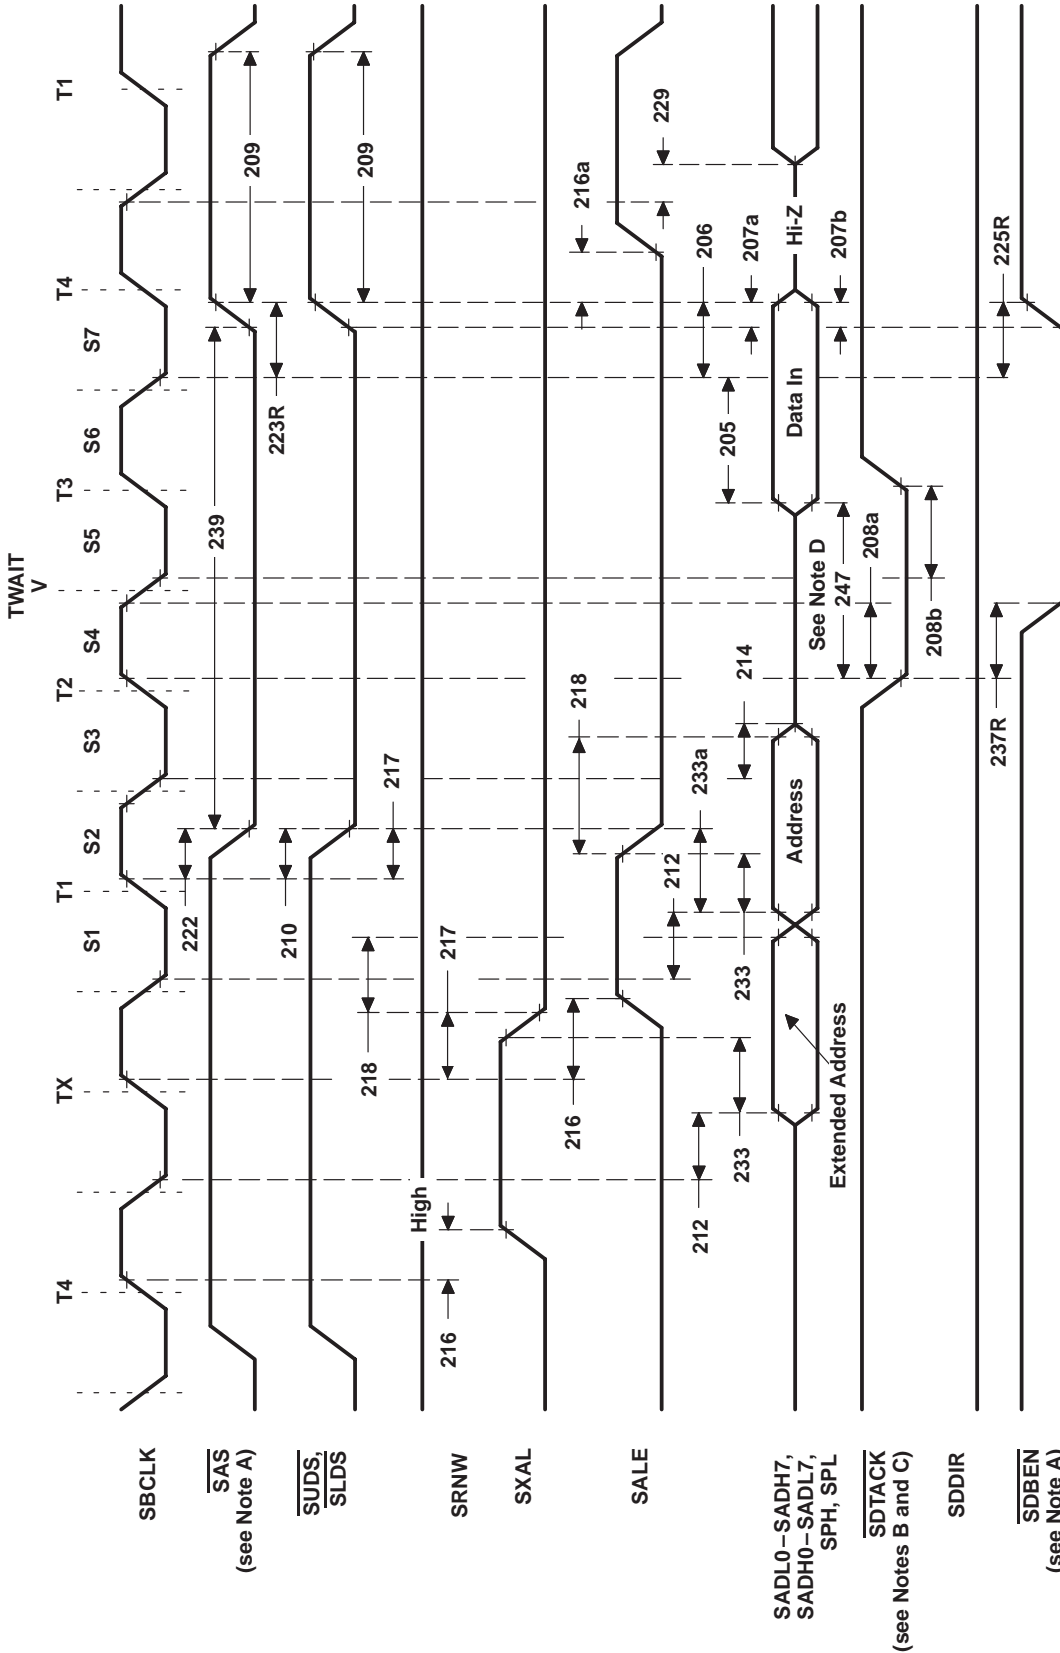 TWAIT
V
T4 TX T1 T2 T3 T4 T1
S1 S2 S3 S4 S5 S6 S7
SBCLK
222
SAS
(see Note A)
239
209
223R
210
SUDS,
SLDS
209
218
217
High
SRNW
216
217
SXAL
216
218
216a
SALE
229
212
212
233a
206
205
233
233
214
207a
SADL0–SADH7,
SADH0–SADL7,
SPH, SPL
Extended Address
Address
See Note D
Data In
Hi-Z
247
207b
SDTACK
(see Notes B and C)
208a
208b
SDDIR
237R
225R
SDBEN
(see Note A)